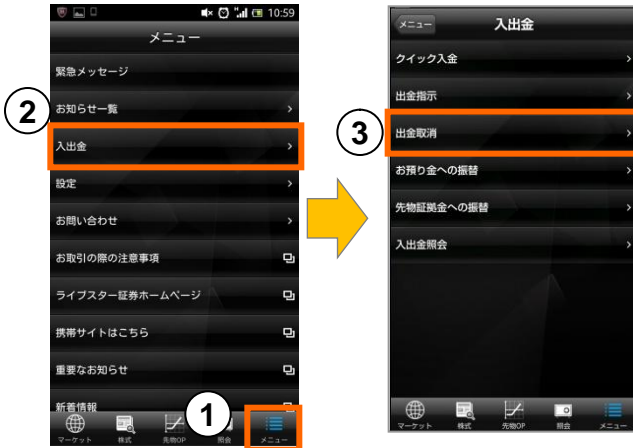 10:59
メニュー
緊急メッセージ
② お知らせ一覧
入出金
設定
お問い合わせ
お取引の際の注意事項
ライブスター証券ホームページ
携帯サイトはこちら
重要なお知らせ
新着情報
①
マーケット 株式 先物OP 照会 メニュー
メニュー 入出金
クイック入金
出金指示
③ 出金取消
お預り金への振替
先物証拠金への振替
入出金照会
マーケット 株式 先物OP 照会 メニュー